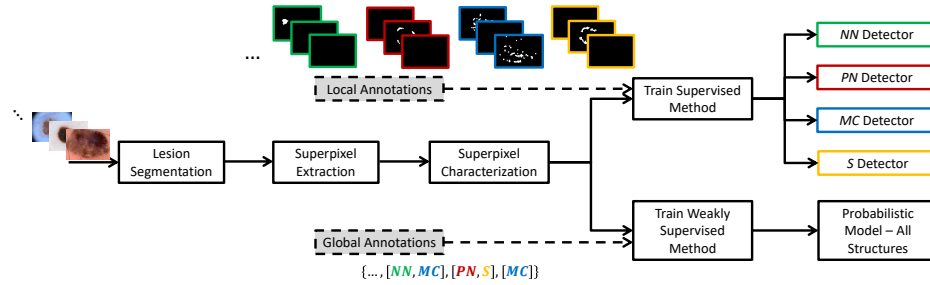 ...
Local Annotations
Train Supervised
Method
NN Detector
PN Detector
MC Detector
S Detector
...
Lesion
Segmentation
Superpixel
Extraction
Superpixel
Characterization
Global Annotations
{..., [NN, MC], [PN, S], [MC]}
Train Weakly
Supervised
Method
Probabilistic
Model – All
Structures